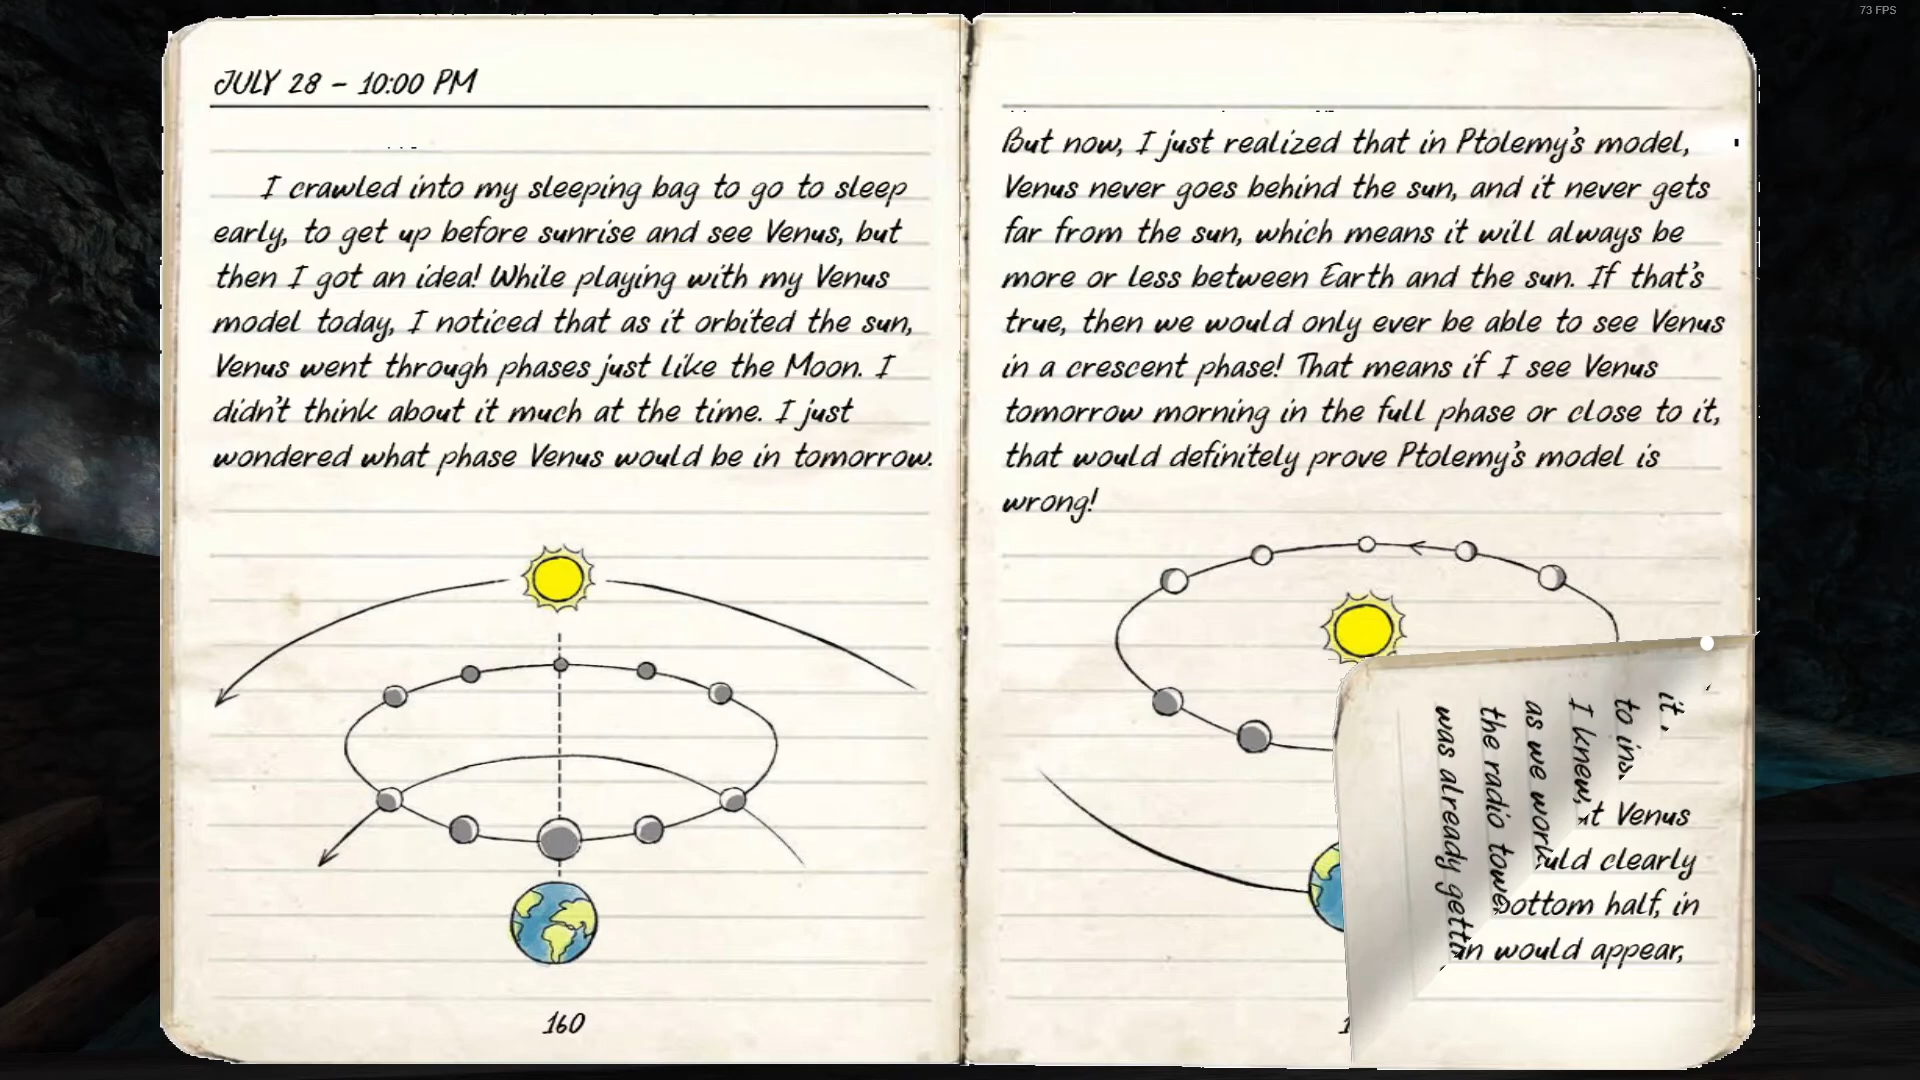 73 FPS
JULY 28 – 10:00 PM
I crawled into my sleeping bag to go to sleep
early, to get up before sunrise and see Venus, but
then I got an idea! While playing with my Venus
model today, I noticed that as it orbited the sun,
Venus went through phases just like the Moon. I
didn't think about it much at the time. I just
wondered what phase Venus would be in tomorrow.
160
But now, I just realized that in Ptolemy's model,
Venus never goes behind the sun, and it never gets
far from the sun, which means it will always be
more or less between Earth and the sun. If that's
true, then we would only ever be able to see Venus
in a crescent phase! That means if I see Venus
tomorrow morning in the full phase or close to it,
that would definitely prove Ptolemy's model is
wrong!
it.
to
I knew,
as we work
the radio
was already
Venus
clearly
bottom half, in
would appear,